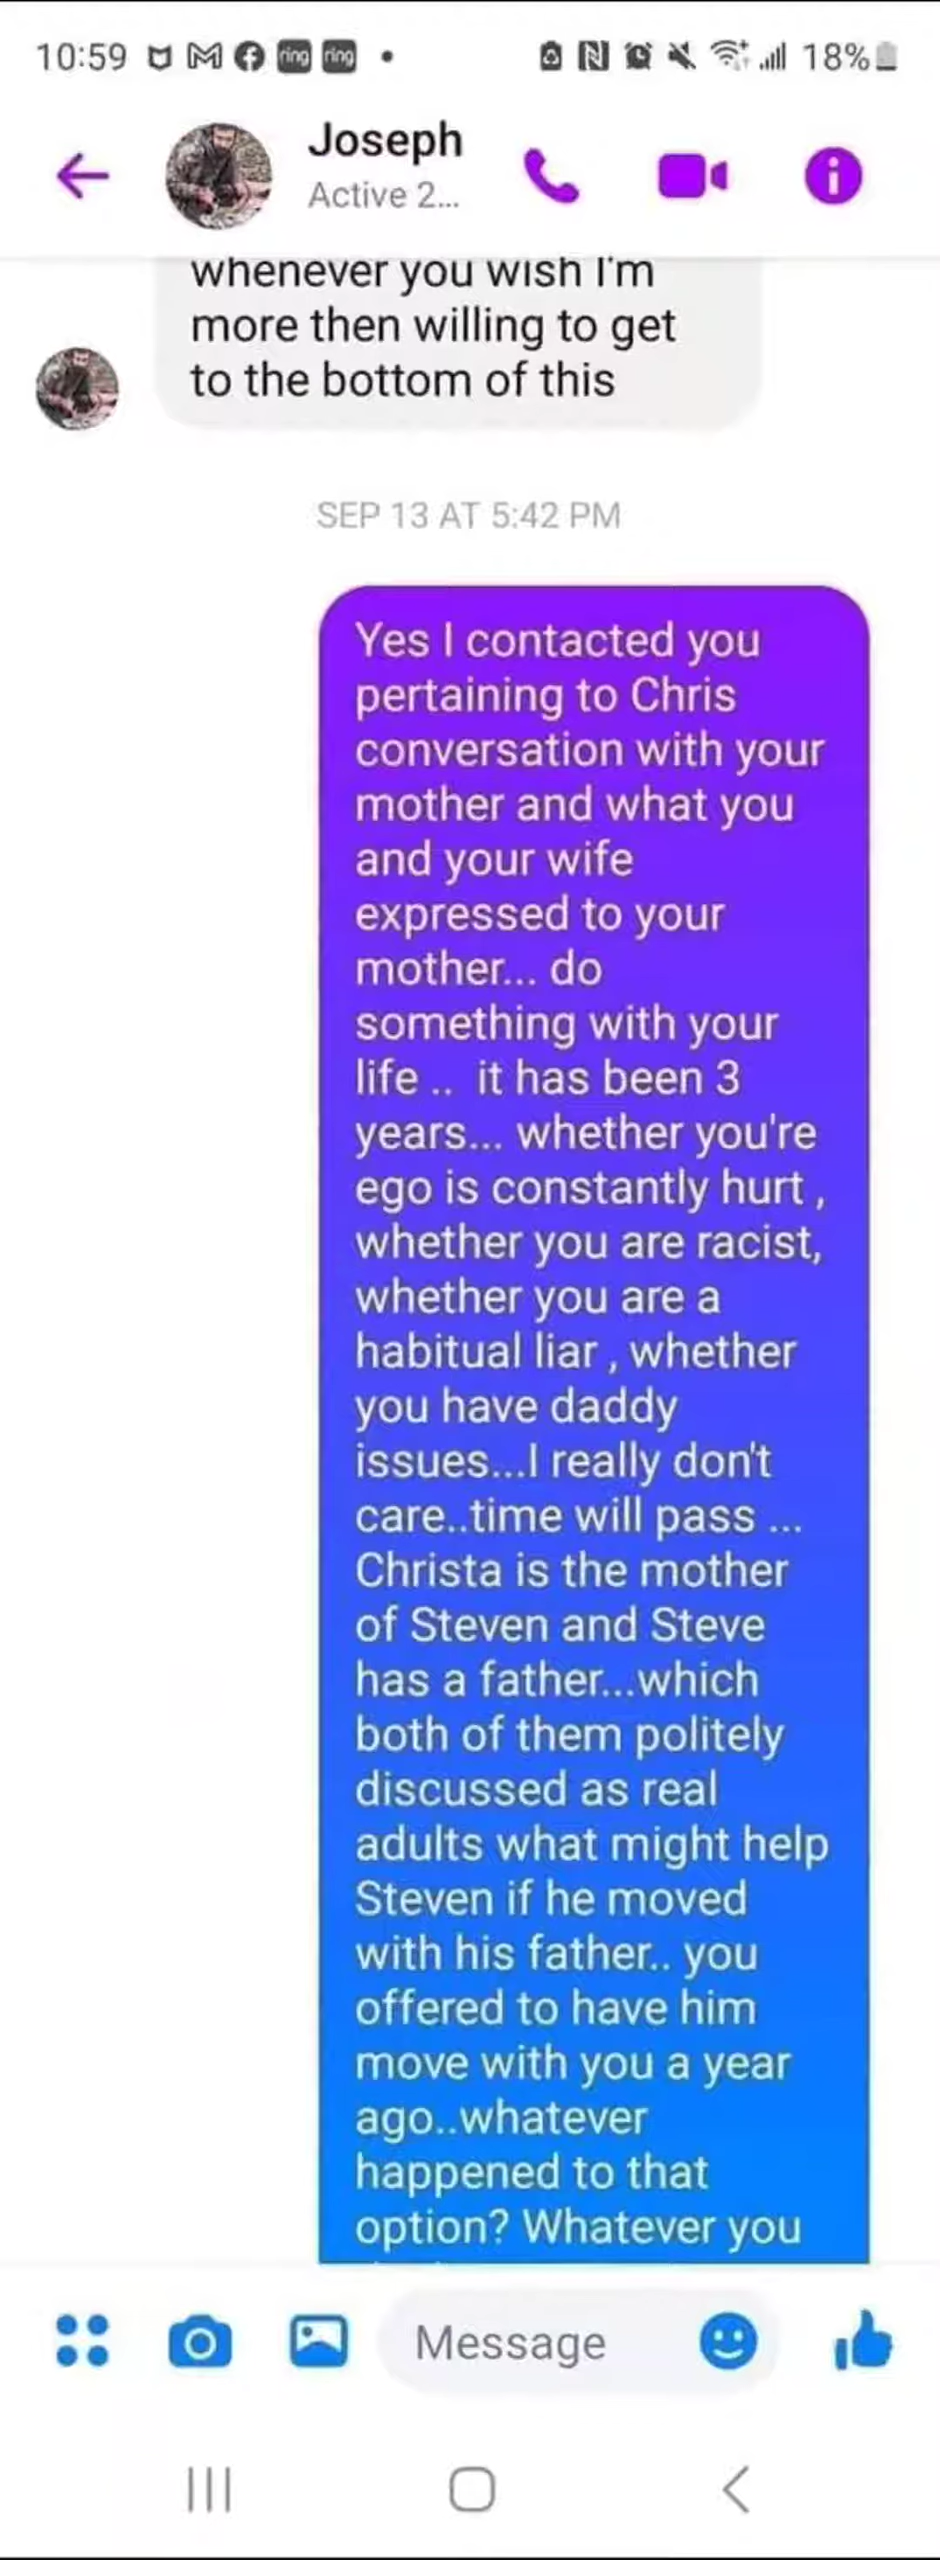 10:59
ring ring
18%
Joseph
Active 2...
whenever you wish I'm
more then willing to get
to the bottom of this
SEP 13 AT 5:42 PM
Yes I contacted you
pertaining to Chris
conversation with your
mother and what you
and your wife
expressed to your
mother... do
something with your
life .. it has been 3
years... whether you're
ego is constantly hurt ,
whether you are racist,
whether you are a
habitual liar , whether
you have daddy
issues...I really don't
care..time will pass ...
Christa is the mother
of Steven and Steve
has a father...which
both of them politely
discussed as real
adults what might help
Steven if he moved
with his father.. you
offered to have him
move with you a year
ago..whatever
happened to that
option? Whatever you
Message